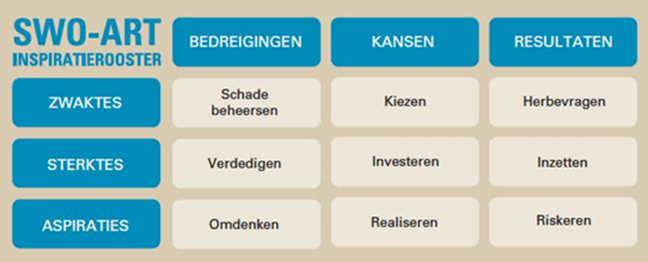 SWO-ART
INSPIRATIEROOSTER
BEDREIGINGEN
KANSEN
RESULTATEN
ZWAKTES
Schade
beheersen
Kiezen
Herbevragen
STERKTES
Verdedigen
Investeren
Inzetten
ASPIRATIES
Omdenken
Realiseren
Riskeren